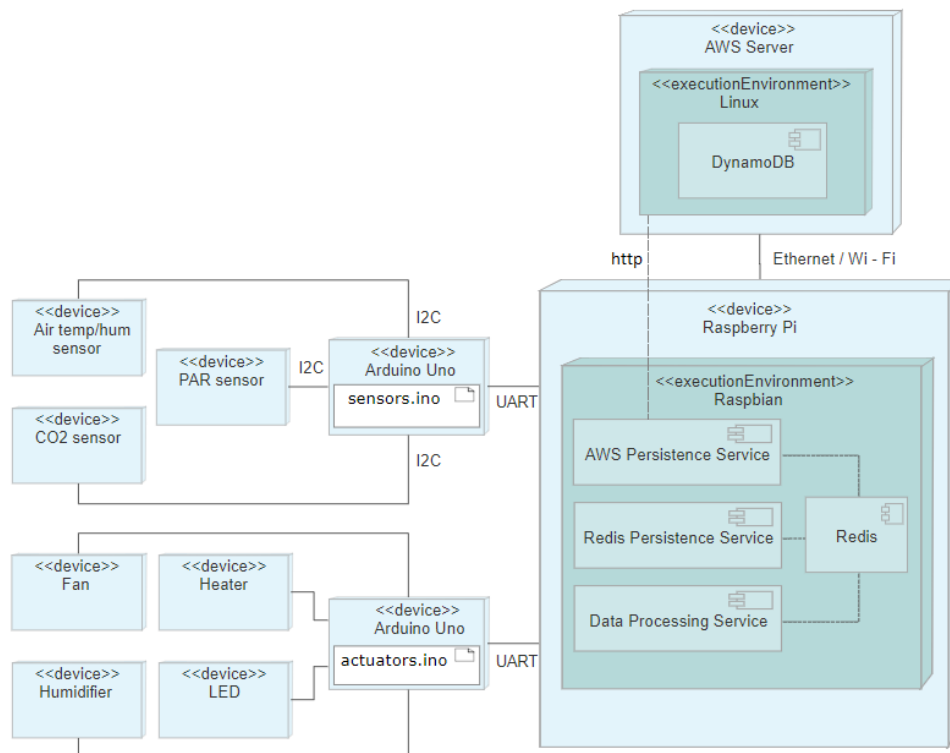 <<device>>
AWS Server
<<executionEnvironment>>
Linux
DynamoDB
http
Ethernet / Wi - Fi
<<device>>
Air temp/hum
sensor
<<device>>
PAR sensor
<<device>>
CO2 sensor
I2C
I2C
I2C
<<device>>
Arduino Uno
sensors.ino
UART
<<device>>
Raspberry Pi
<<executionEnvironment>>
Raspbian
AWS Persistence Service
Redis Persistence Service
Redis
Data Processing Service
<<device>>
Fan
<<device>>
Heater
<<device>>
Humidifier
<<device>>
LED
<<device>>
Arduino Uno
actuators.ino
UART